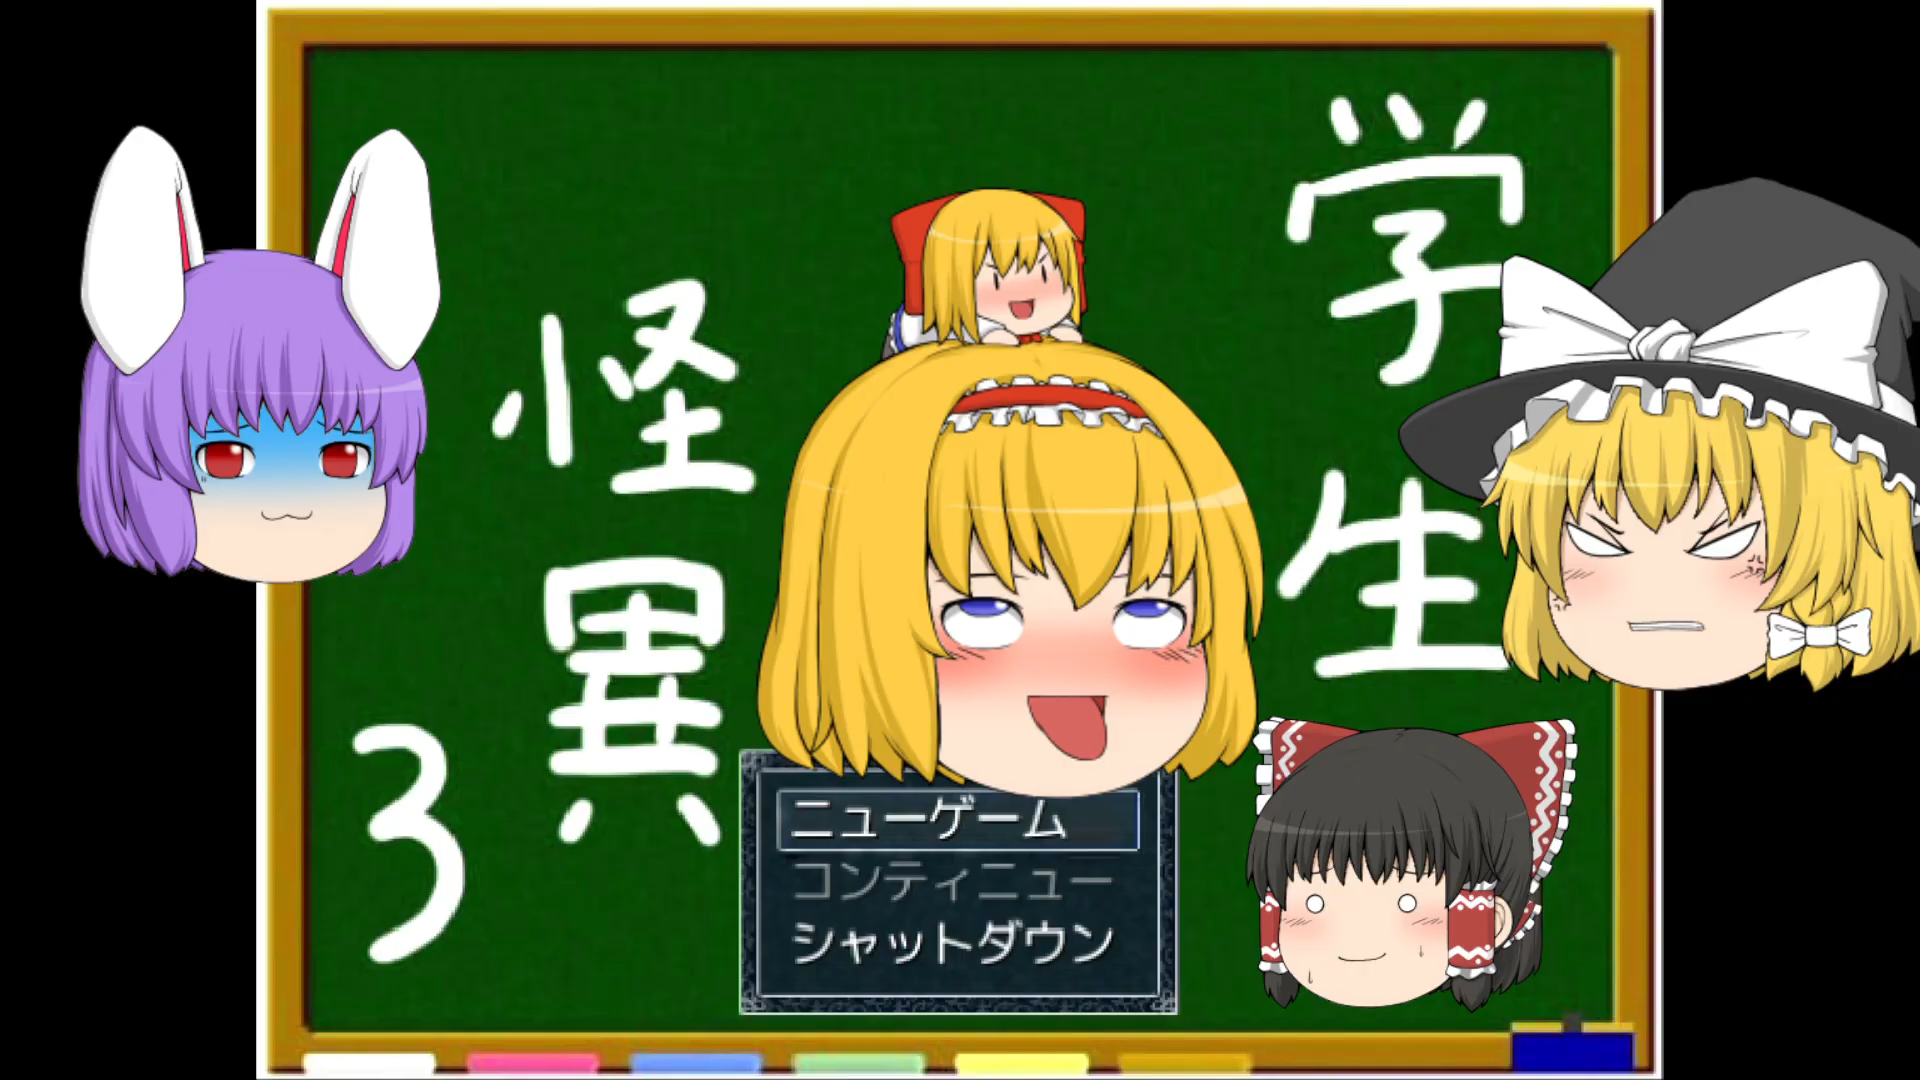 学生
怪異
3
ニューゲーム
コンティニュー
シャットダウン